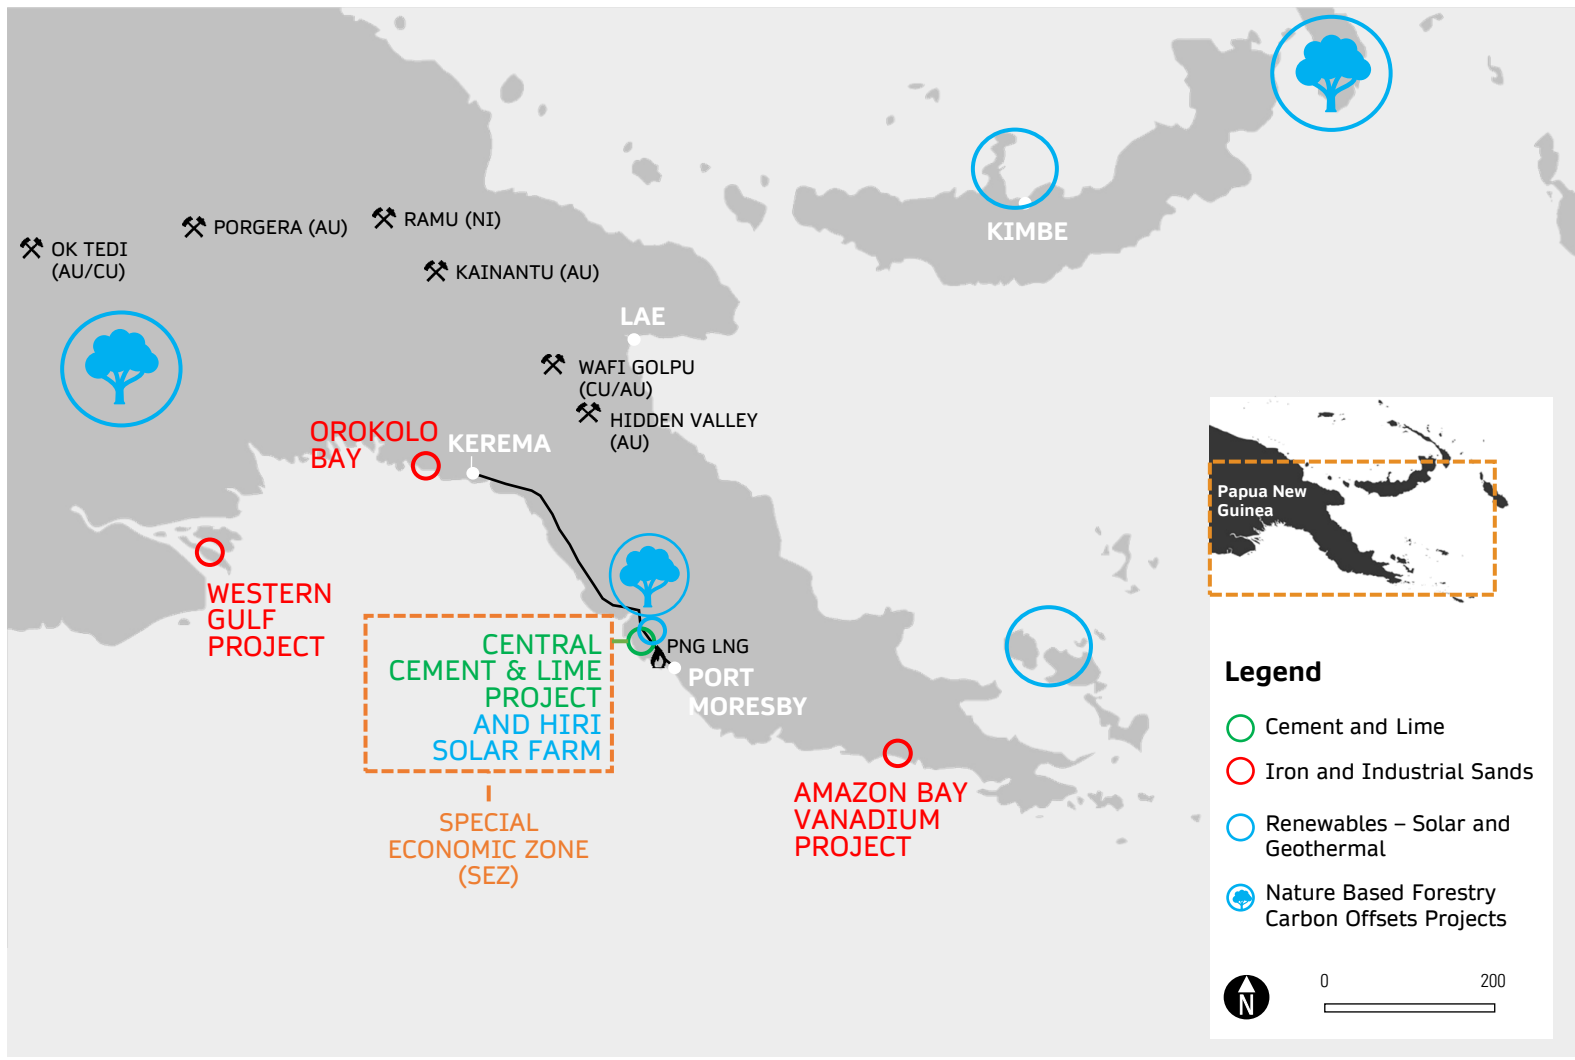 KIMBE
PORGERA (AU)
RAMU (NI)
OK TEDI
(AU/CU)
KAINANTU (AU)
LAE
WAFI GOLPU
(CU/AU)
HIDDEN VALLEY
(AU)
OROKOLO
BAY
KEREMA
WESTERN
GULF
PROJECT
CENTRAL
CEMENT & LIME
PROJECT
AND HIRI
SOLAR FARM
PNG LNG
PORT
MORESBY
SPECIAL
ECONOMIC ZONE
(SEZ)
AMAZON BAY
VANADIUM
PROJECT
Papua New
Guinea
Legend
Cement and Lime
Iron and Industrial Sands
Renewables – Solar and
Geothermal
Nature Based Forestry
Carbon Offsets Projects
N
0 200